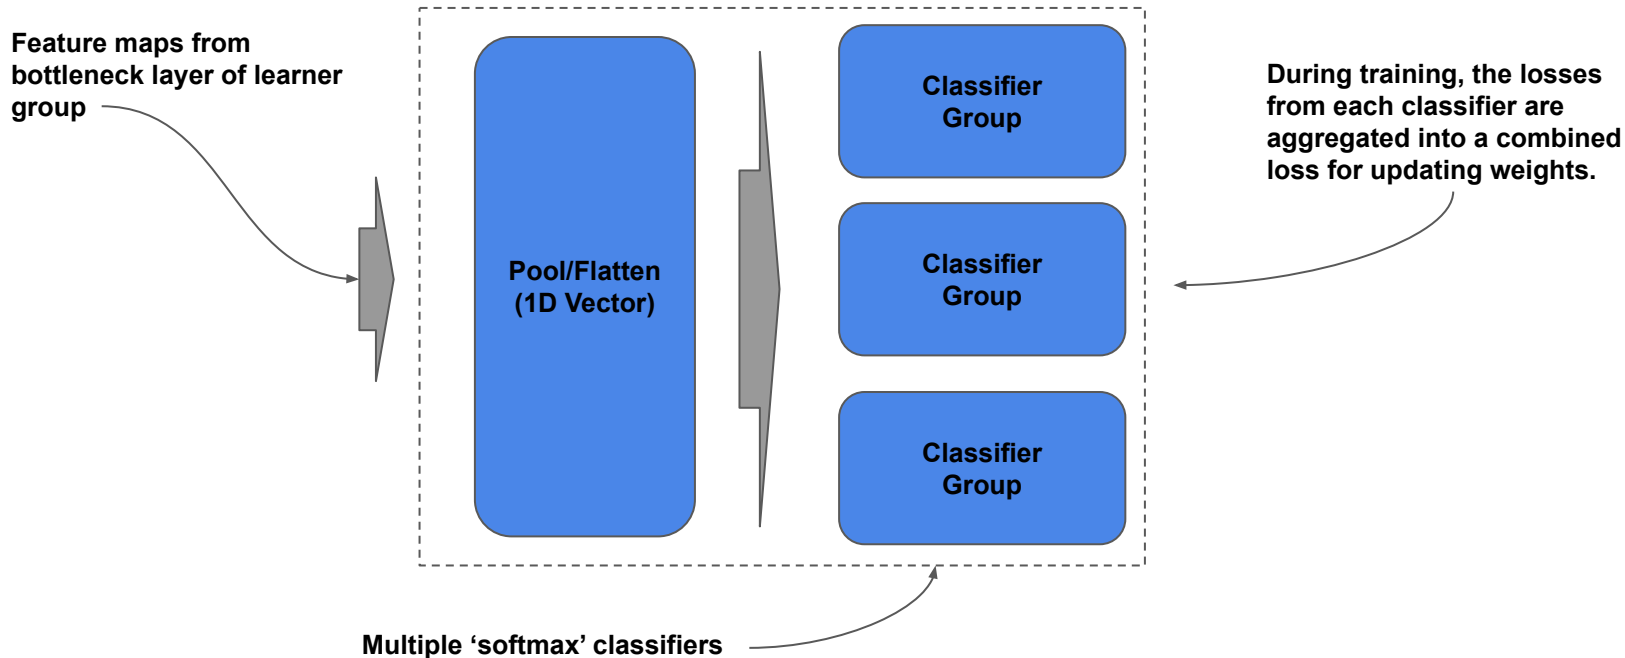 Feature maps from
bottleneck layer of learner
group
Pool/Flatten
(1D Vector)
Classifier
Group
Classifier
Group
Classifier
Group
During training, the losses
from each classifier are
aggregated into a combined
loss for updating weights.
Multiple ‘softmax’ classifiers